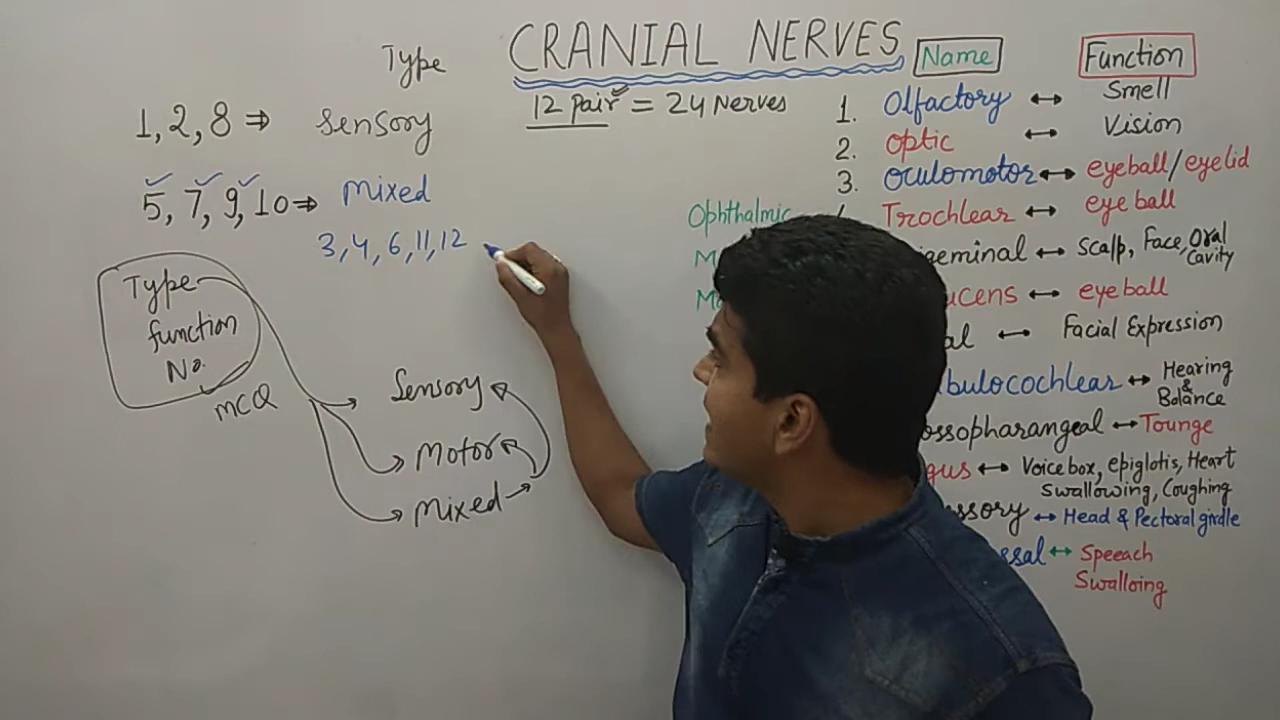 CRANIAL NERVES
12 Pair = 24 Nerves
Type
1, 2, 8 ⇒ Sensory
5, 7, 9, 10 ⇒ Mixed
3, 4, 6, 11, 12
Type
function
No.
MCQ
Sensory
Motor
Mixed
Name Function
1. Olfactory ↔ Smell
2. Optic ↔ Vision
3. Oculomotor ↔ eyeball/eyelid
Trochlear ↔ eye ball
Ophthalmic
geminal ↔ Scalp, Face, Oral Cavity
ucens ↔ eye ball
al ↔ Facial Expression
bulocochlear ↔ Hearing & Balance
ossopharangeal ↔ Tounge
gus ↔ Voice box, epiglotis, Heart
Swallowing, Coughing
ssory ↔ Head & Pectoral girdle
ssal ↔ Speeach
Swalloing